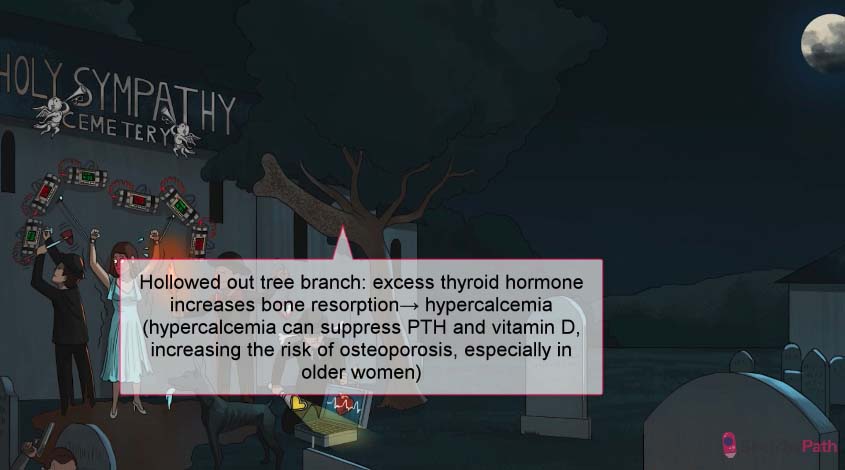 HOLY SYMPATHY
CEMETERY
Hollowed out tree branch: excess thyroid hormone
increases bone resorption→ hypercalcemia
(hypercalcemia can suppress PTH and vitamin D,
increasing the risk of osteoporosis, especially in
older women)
Path